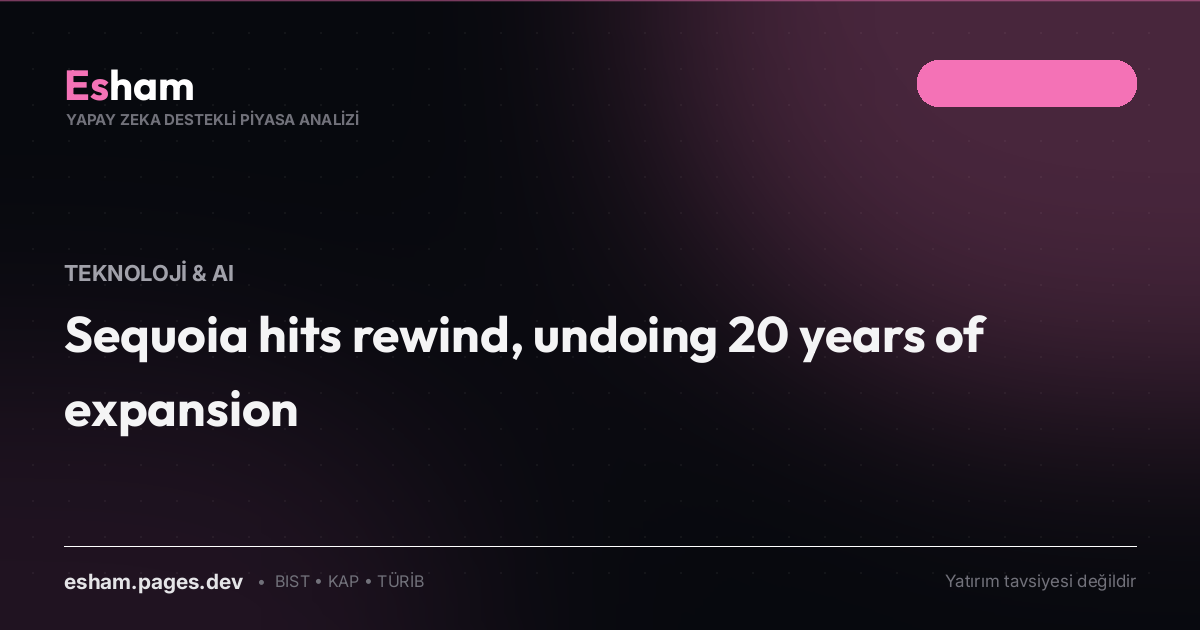 Esham
YAPAY ZEKA DESTEKLİ PİYASA ANALİZİ
TEKNOLOJİ & AI
Sequoia hits rewind, undoing 20 years of
expansion
esham.pages.dev • BIST • KAP • TÜRİB
Yatırım tavsiyesi değildir